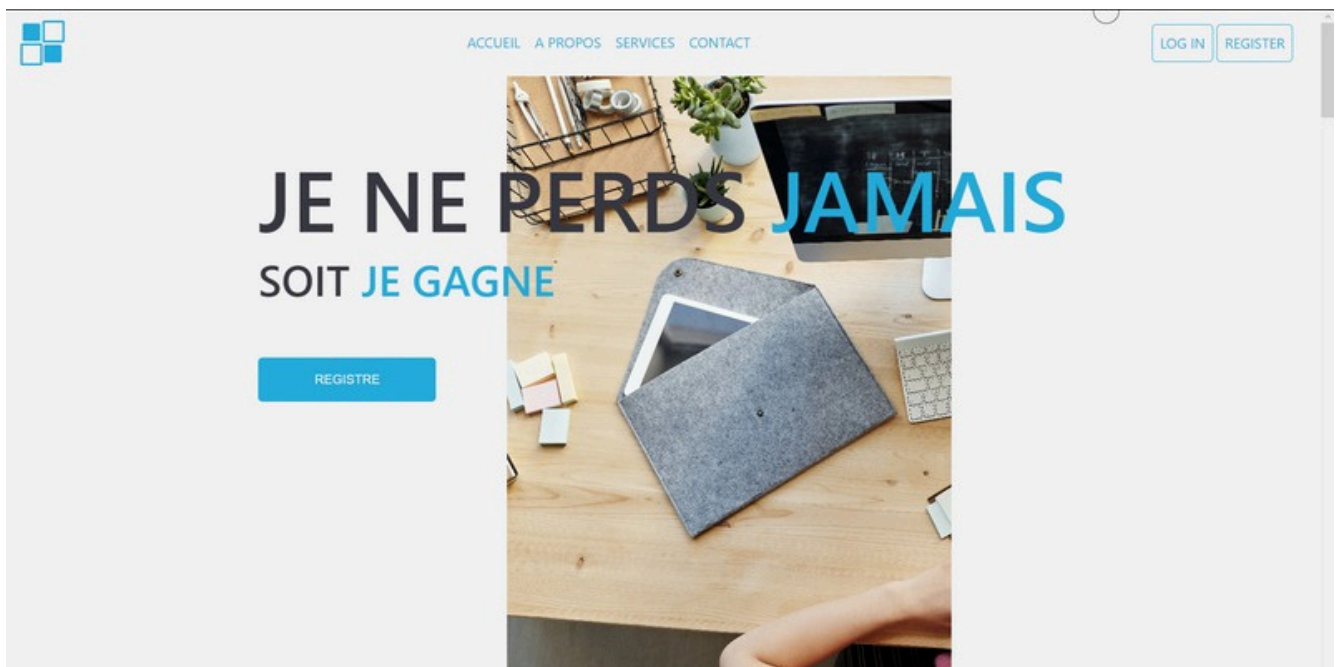 ACCUEIL A PROPOS SERVICES CONTACT
LOG IN REGISTER
JE NE PERDS JAMAIS
SOIT JE GAGNE
REGISTRE